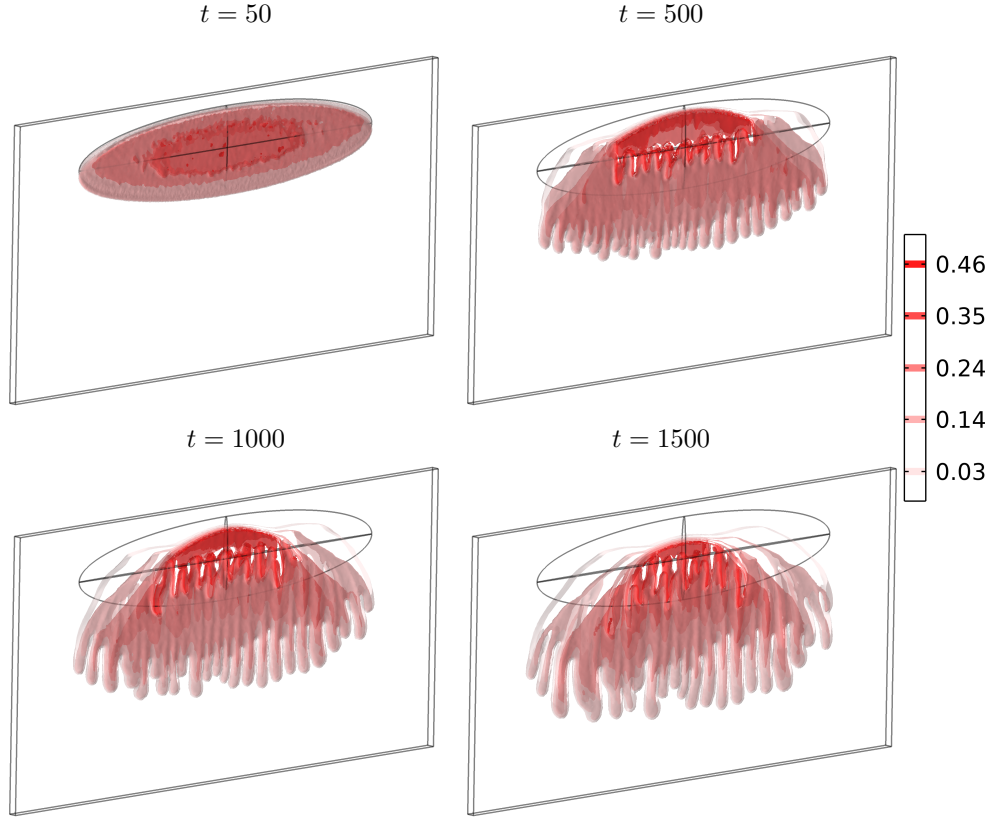 t = 50
t = 500
0.46
0.35
0.24
0.14
0.03
t = 1000
t = 1500